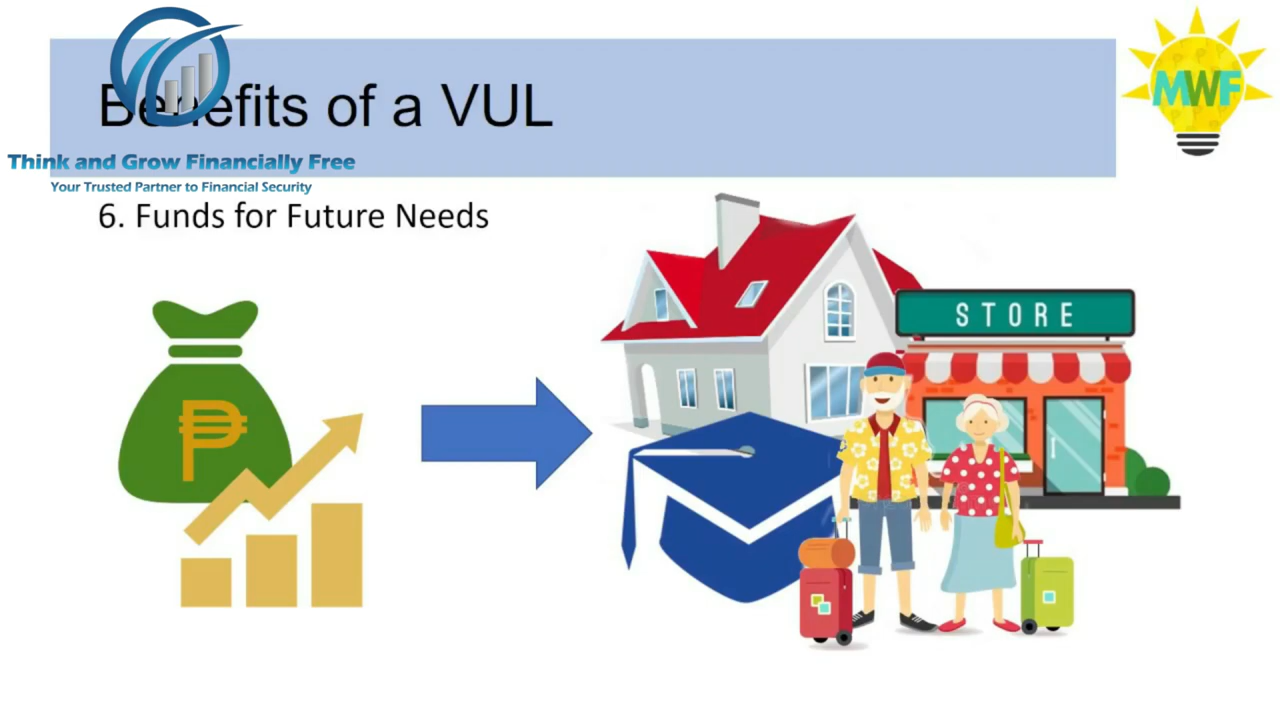 Benefits of a VUL
MWF
Think and Grow Financially Free
Your Trusted Partner to Financial Security
6. Funds for Future Needs
STORE
₱